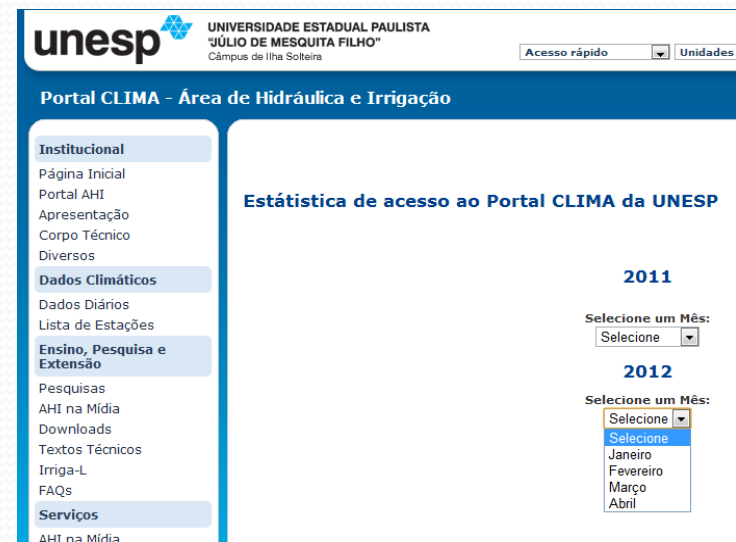 unesp
UNIVERSIDADE ESTADUAL PAULISTA
"JÚLIO DE MESQUITA FILHO"
Câmpus de Ilha Solteira
Acesso rápido
Unidades
Portal CLIMA - Área de Hidráulica e Irrigação
Institucional
Página Inicial
Portal AHI
Apresentação
Corpo Técnico
Diversos
Dados Climáticos
Dados Diários
Lista de Estações
Ensino, Pesquisa e
Extensão
Pesquisas
AHI na Mídia
Downloads
Textos Técnicos
Irriga-L
FAQs
Serviços
AHI na Mídia
Estátistica de acesso ao Portal CLIMA da UNESP
2011
Selecione um Mês:
Selecione
2012
Selecione um Mês:
Selecione
Selecione
Janeiro
Fevereiro
Março
Abril